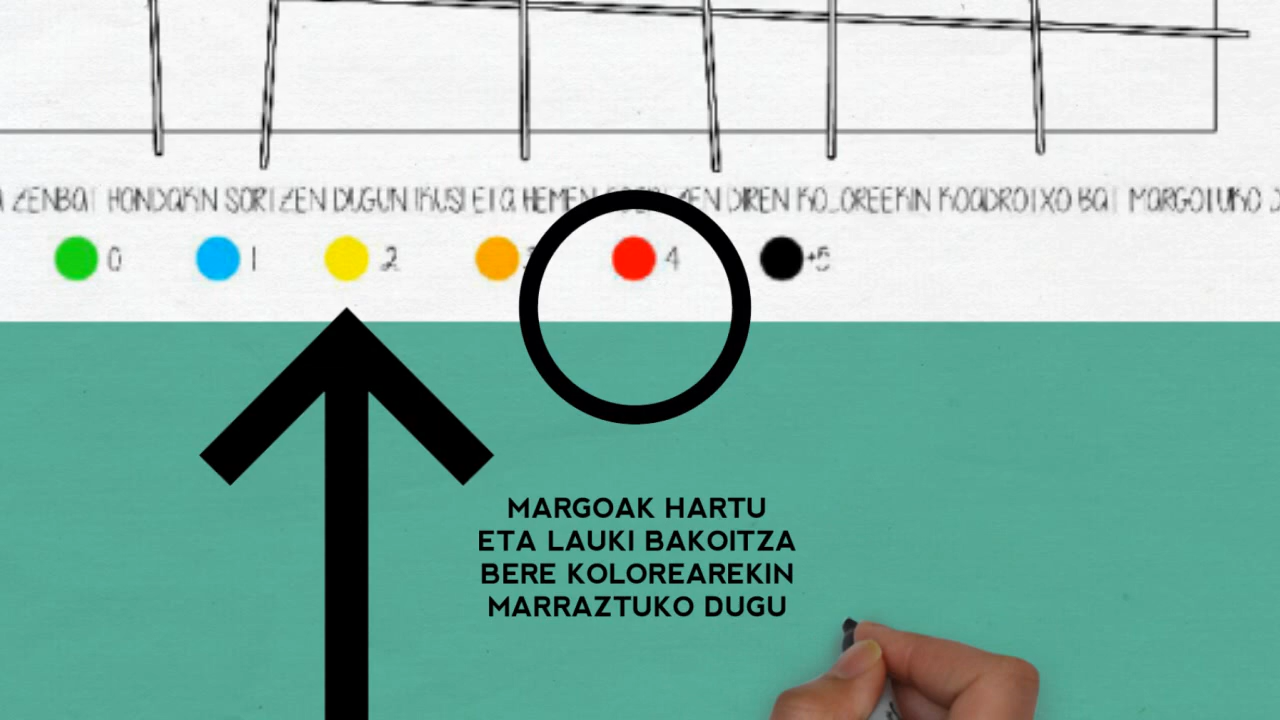 ZENBAT HONDAKIN SORTZEN DUGUN IKUSI ETA HEMEN DIREN KOLOREEKIN KOADROTXO BAT MARGOTUKO
0 1 2 3 4 +5
MARGOAK HARTU
ETA LAUKI BAKOITZA
BERE KOLOREAREKIN
MARRAZTUKO DUGU